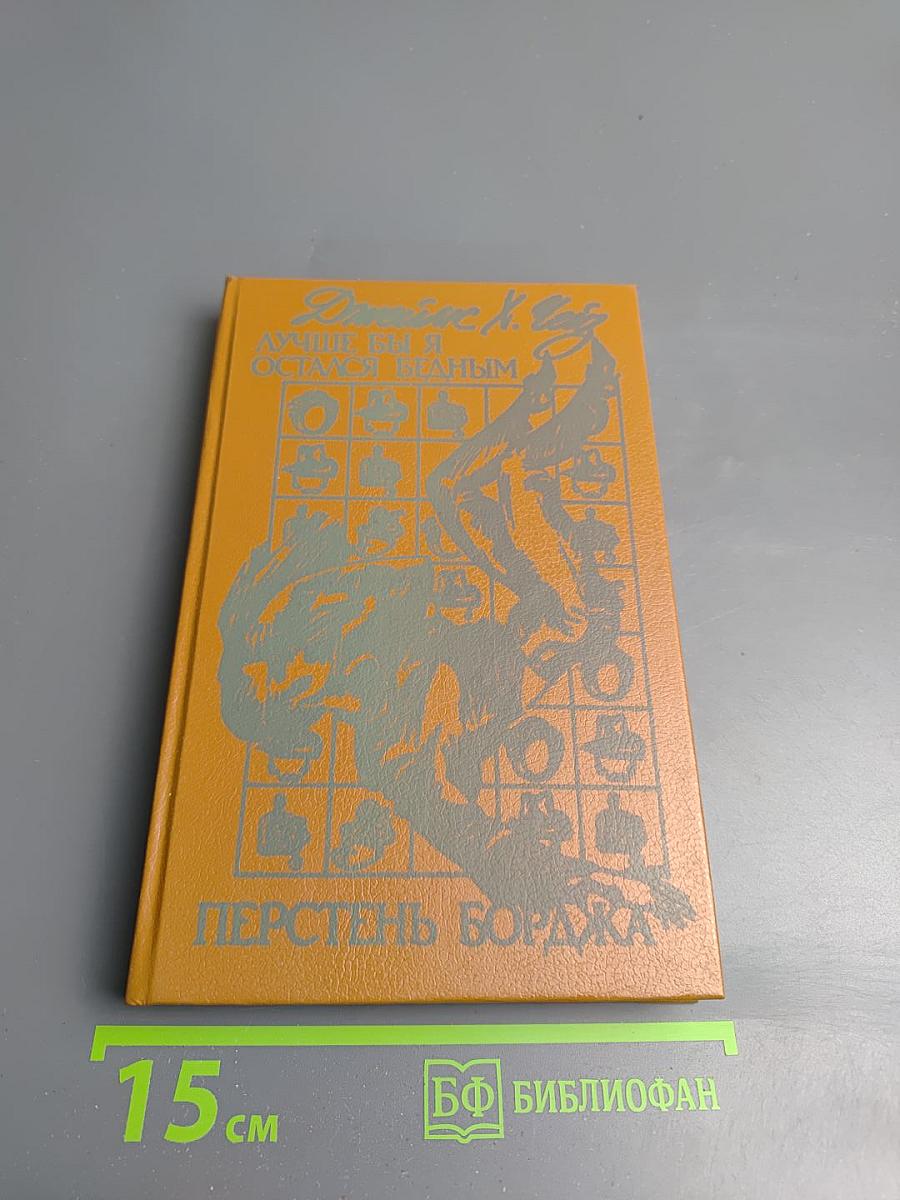 Джеймс Х. Чейз
ЛУЧШЕ БЫ Я
ОСТАЛСЯ БЕДНЫМ
ПЕРСТЕНЬ БОРДЖА
15 см
БФ БИБЛИОФАН